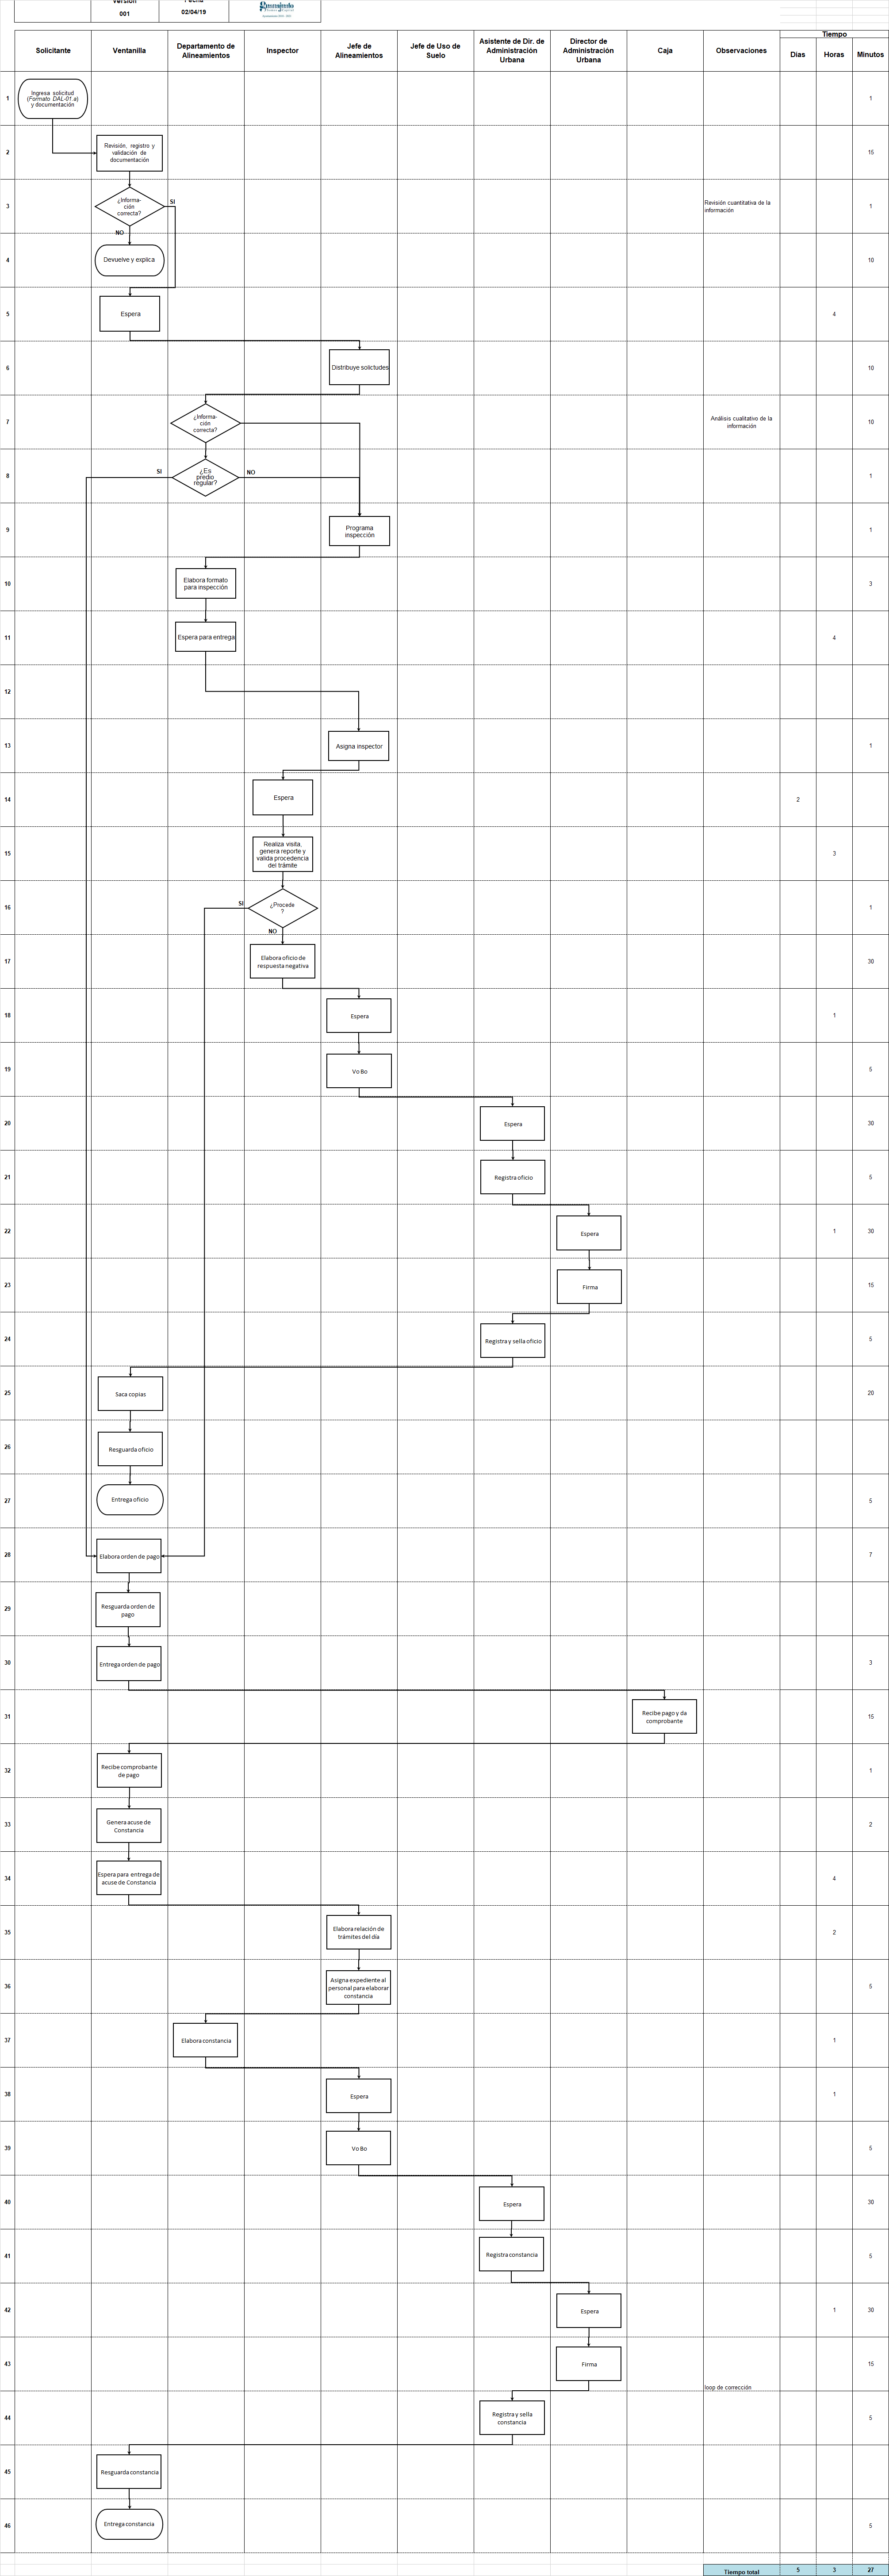 Versión
Fecha
001
02/04/19
Guanajuato
Tiempo
Solicitante
Ventanilla
Departamento de
Alineamientos
Inspector
Jefe de
Alineamientos
Jefe de Uso de
Suelo
Asistente de Dir. de
Administración
Urbana
Director de
Administración
Urbana
Caja
Observaciones
Días
Horas
Minutos
1
Ingresa solicitud
(Formato DAL-01.a)
y documentación
1
2
Revisión, registro y
validación de
documentación
15
3
¿Informa-
ción
correcta?
SI
NO
Revisión cuantitativa de la
información
1
4
Devuelve y explica
10
5
Espera
4
6
Distribuye solictudes
10
7
¿Informa-
ción
correcta?
Análisis cualitativo de la
información
10
8
SI
¿Es
predio
regular?
NO
1
9
Programa
inspección
1
10
Elabora formato
para inspección
3
11
Espera para entrega
4
12
13
Asigna inspector
1
14
Espera
2
15
Realiza visita,
genera reporte y
valida procedencia
del trámite
3
16
SI
¿Procede
?
NO
1
17
Elabora oficio de
respuesta negativa
30
18
Espera
1
19
Vo Bo
5
20
Espera
30
21
Registra oficio
5
22
Espera
1
30
23
Firma
15
24
Registra y sella oficio
5
25
Saca copias
20
26
Resguarda oficio
27
Entrega oficio
5
28
Elabora orden de pago
7
29
Resguarda orden de
pago
30
Entrega orden de pago
3
31
Recibe pago y da
comprobante
15
32
Recibe comprobante
de pago
1
33
Genera acuse de
Constancia
2
34
Espera para entrega de
acuse de Constancia
4
35
Elabora relación de
trámites del día
2
36
Asigna expediente al
personal para elaborar
constancia
5
37
Elabora constancia
1
38
Espera
1
39
Vo Bo
5
40
Espera
30
41
Registra constancia
5
42
Espera
1
30
43
Firma
15
loop de corrección
44
Registra y sella
constancia
5
45
Resguarda constancia
46
Entrega constancia
5
Tiempo total
5
3
27